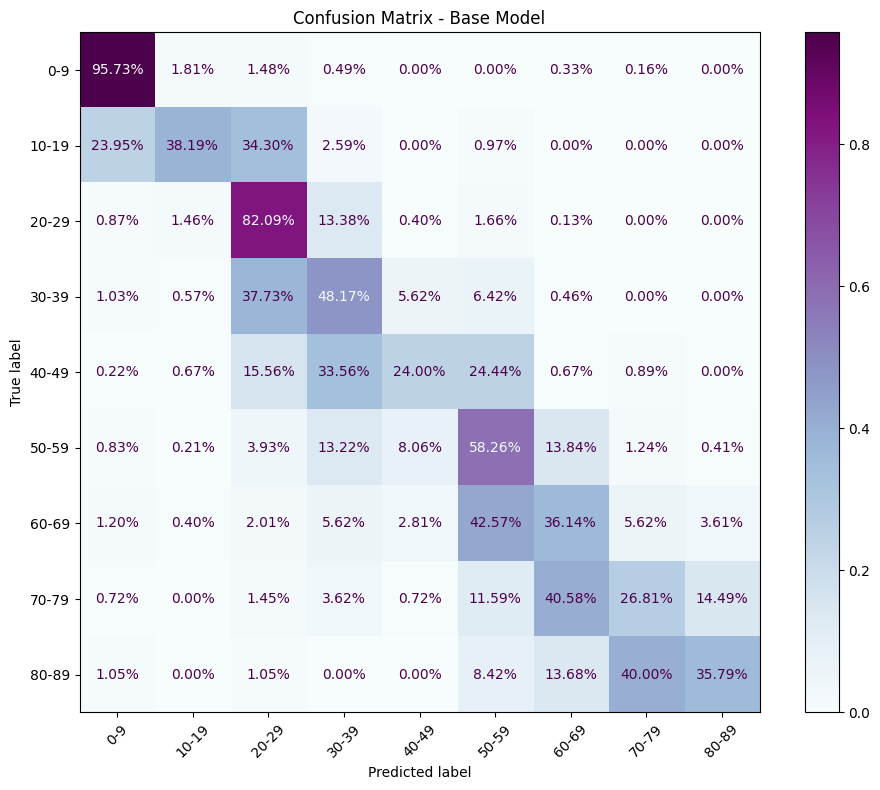 Confusion Matrix - Base Model
0-9 95.73% 1.81% 1.48% 0.49% 0.00% 0.00% 0.33% 0.16% 0.00%
10-19 23.95% 38.19% 34.30% 2.59% 0.00% 0.97% 0.00% 0.00% 0.00%
20-29 0.87% 1.46% 82.09% 13.38% 0.40% 1.66% 0.13% 0.00% 0.00%
30-39 1.03% 0.57% 37.73% 48.17% 5.62% 6.42% 0.46% 0.00% 0.00%
40-49 0.22% 0.67% 15.56% 33.56% 24.00% 24.44% 0.67% 0.89% 0.00%
50-59 0.83% 0.21% 3.93% 13.22% 8.06% 58.26% 13.84% 1.24% 0.41%
60-69 1.20% 0.40% 2.01% 5.62% 2.81% 42.57% 36.14% 5.62% 3.61%
70-79 0.72% 0.00% 1.45% 3.62% 0.72% 11.59% 40.58% 26.81% 14.49%
80-89 1.05% 0.00% 1.05% 0.00% 0.00% 8.42% 13.68% 40.00% 35.79%
0-9 10-19 20-29 30-39 40-49 50-59 60-69 70-79 80-89
Predicted label
True label
0.8
0.6
0.4
0.2
0.0